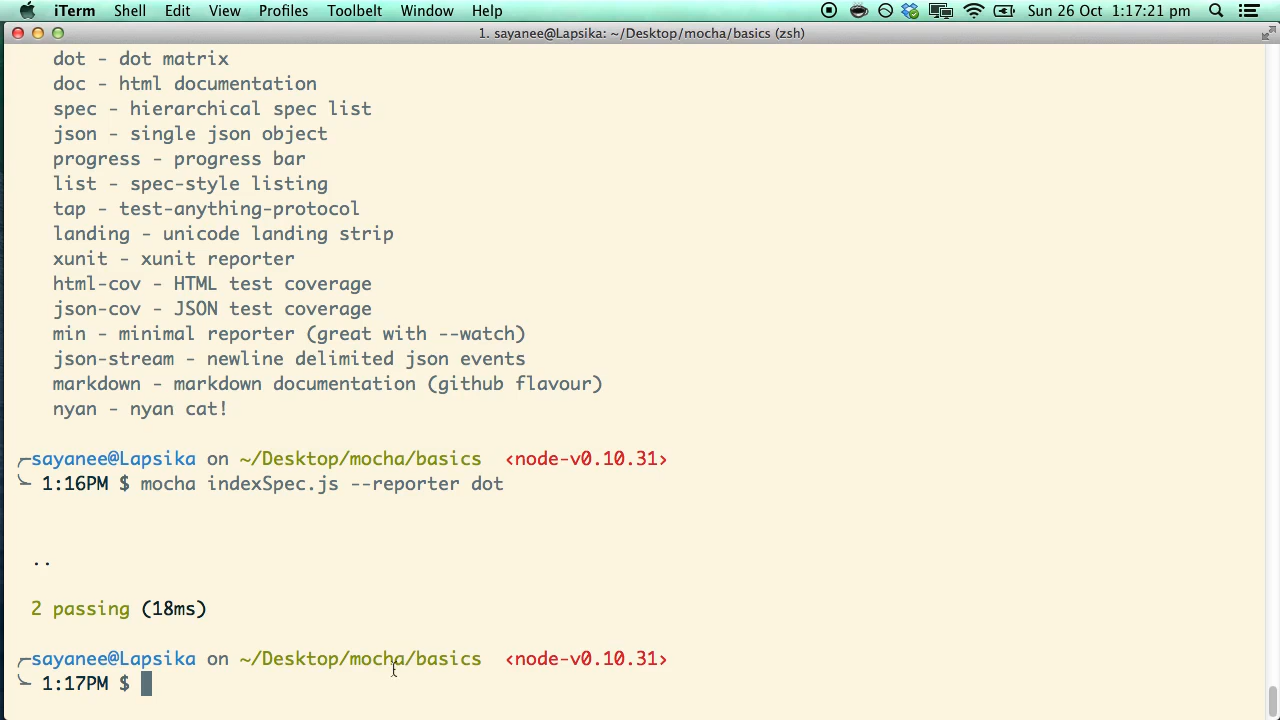 iTerm Shell Edit View Profiles Toolbelt Window Help Sun 26 Oct 1:17:21 pm
1. sayanee@Lapsika: ~/Desktop/mocha/basics (zsh)
dot - dot matrix
doc - html documentation
spec - hierarchical spec list
json - single json object
progress - progress bar
list - spec-style listing
tap - test-anything-protocol
landing - unicode landing strip
xunit - xunit reporter
html-cov - HTML test coverage
json-cov - JSON test coverage
min - minimal reporter (great with --watch)
json-stream - newline delimited json events
markdown - markdown documentation (github flavour)
nyan - nyan cat!
╭─sayanee@Lapsika on ~/Desktop/mocha/basics ‹node-v0.10.31›
╰ 1:16PM $ mocha indexSpec.js --reporter dot
..
2 passing (18ms)
╭─sayanee@Lapsika on ~/Desktop/mocha/basics ‹node-v0.10.31›
╰ 1:17PM $